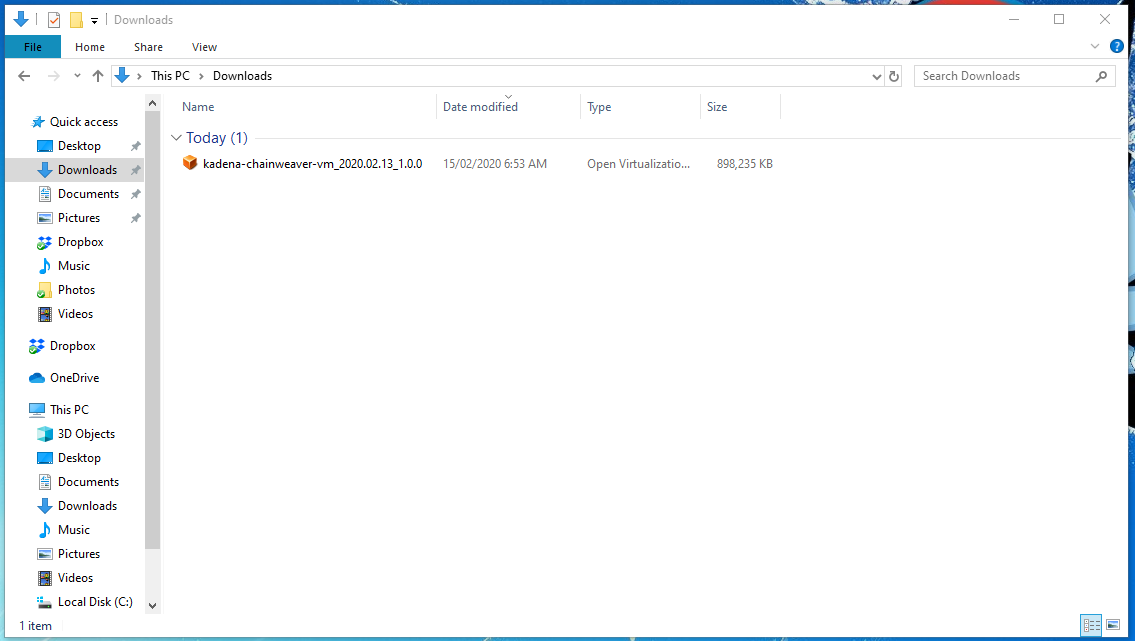 Downloads
File Home Share View
This PC Downloads
Search Downloads
Name Date modified Type Size
Today (1)
kadena-chainweaver-vm_2020.02.13_1.0.0 15/02/2020 6:53 AM Open Virtualizatio... 898,235 KB
Quick access
Desktop
Downloads
Documents
Pictures
Dropbox
Music
Photos
Videos
Dropbox
OneDrive
This PC
3D Objects
Desktop
Documents
Downloads
Music
Pictures
Videos
Local Disk (C:)
1 item